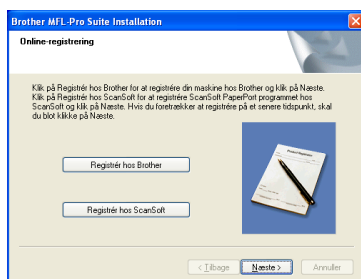 Brother MFL-Pro Suite Installation
Online-registrering
Klik på Registrér hos Brother for at registrére din maskine hos Brother og klik på Næste.
Klik på Registrér hos ScanSoft for at registrére ScanSoft PaperPort programmet hos
ScanSoft og klik på Næste. Hvis du foretrækker at registrére på et senere tidspunkt, skal
du blot klikke på Næste.
Registrér hos Brother
Registrér hos ScanSoft
< Tilbage
Næste >
Annuller